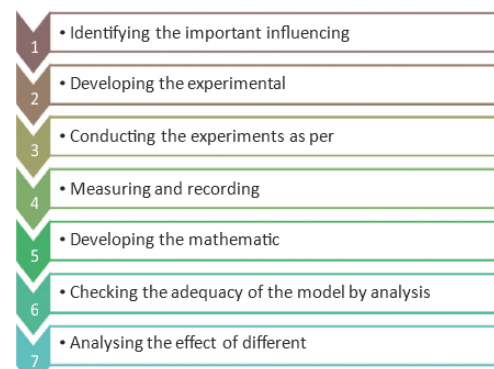 1 • Identifying the important influencing
2 • Developing the experimental
3 • Conducting the experiments as per
4 • Measuring and recording
5 • Developing the mathematic
6 • Checking the adequacy of the model by analysis
7 • Analysing the effect of different